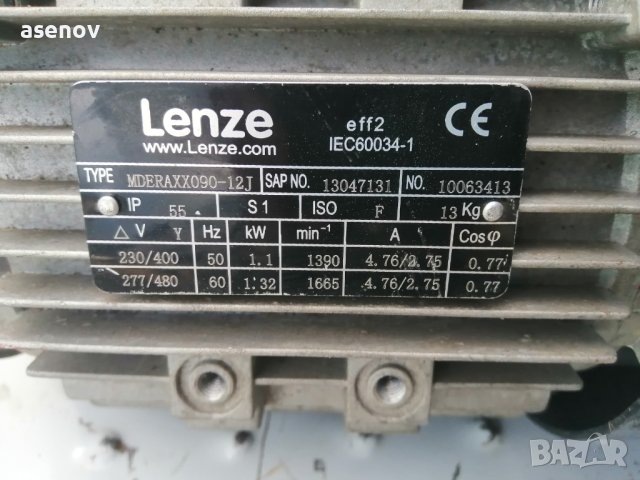 asenov
Lenze
www.Lenze.com
eff2
IEC60034-1
CE
TYPE MDERAXX090-12J SAP NO. 13047131 NO. 10063413
IP 55 S1 ISO F 13 Kg
△ V Y Hz kW min⁻¹ A Cosφ
230/400 50 1.1 1390 4.76/2.75 0.77
277/480 60 1.32 1665 4.76/2.75 0.77
BAZAR